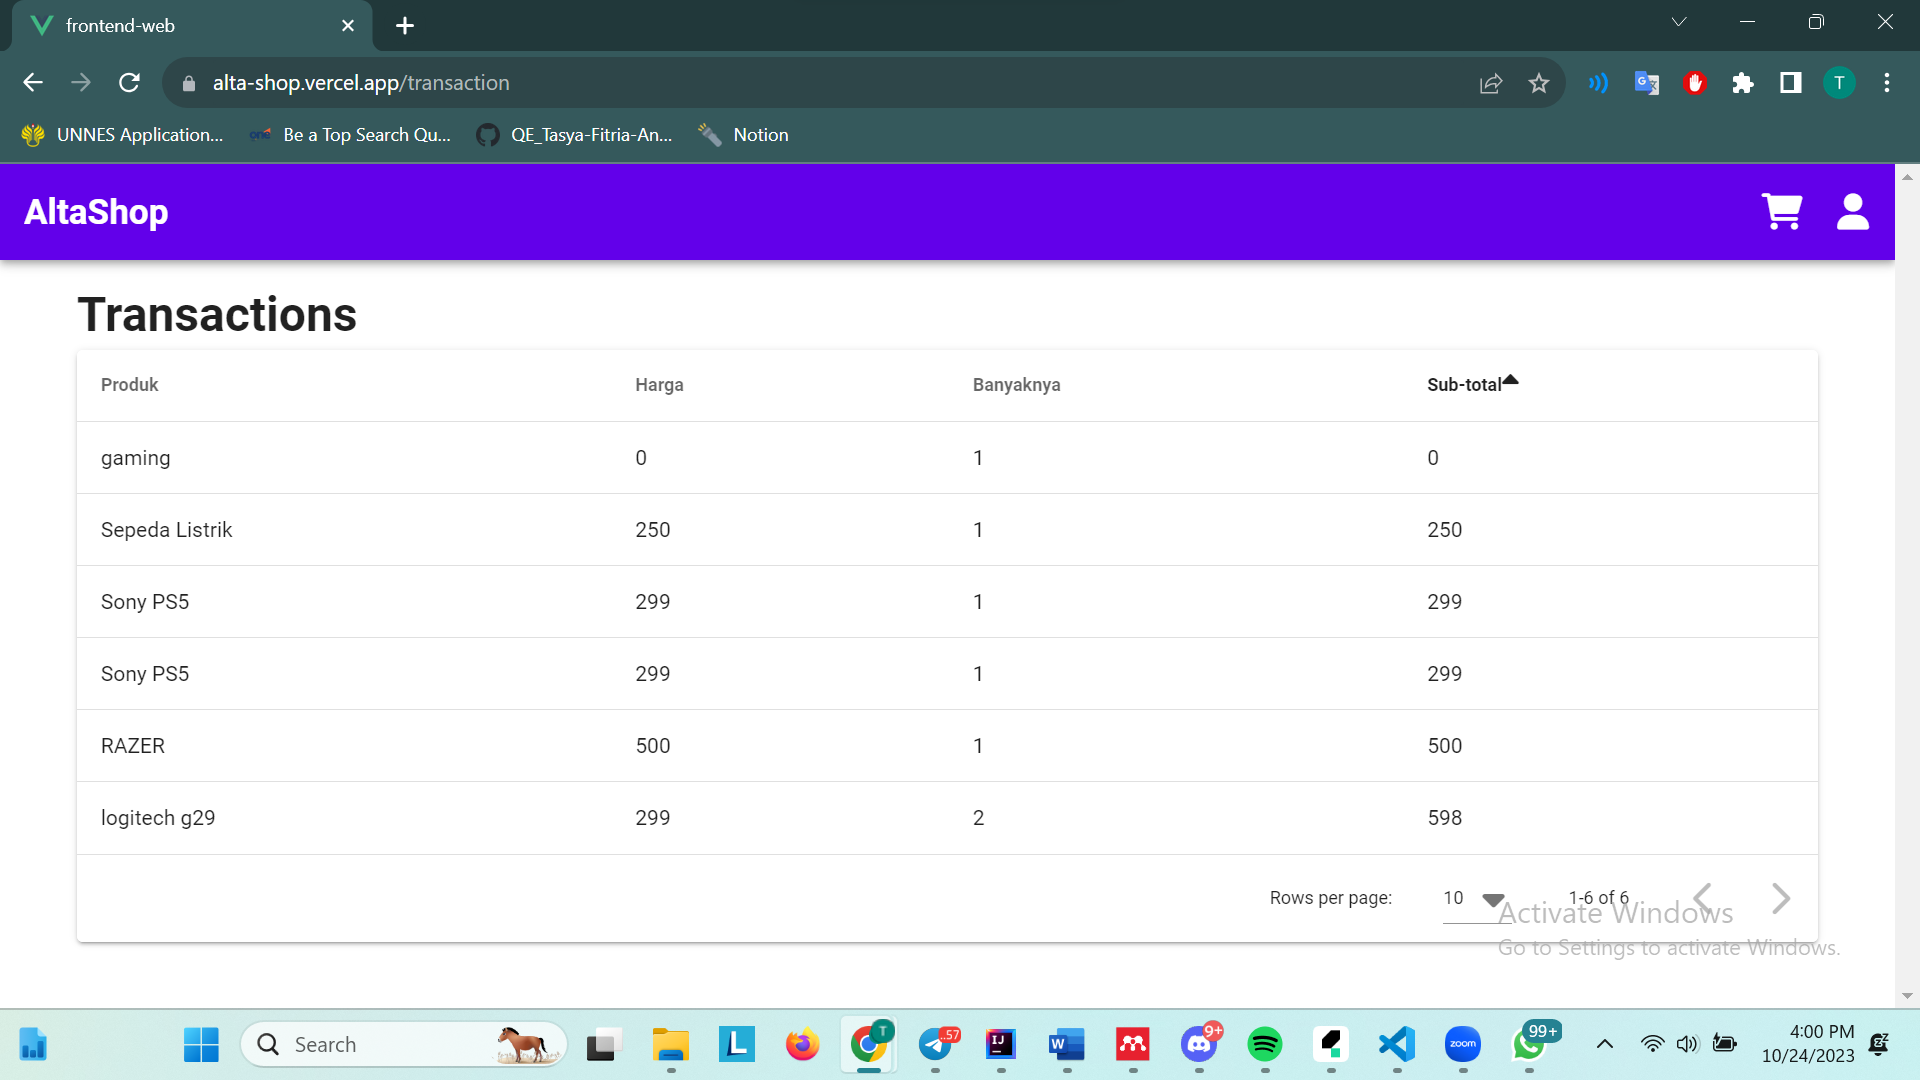 frontend-web
alta-shop.vercel.app/transaction
T
UNNES Application...
one
Be a Top Search Qu...
QE_Tasya-Fitria-An...
Notion
AltaShop
Transactions
Produk Harga Banyaknya Sub-total
gaming 0 1 0
Sepeda Listrik 250 1 250
Sony PS5 299 1 299
Sony PS5 299 1 299
RAZER 500 1 500
logitech g29 299 2 598
Rows per page: 10 1-6 of 6
Activate Windows
Go to Settings to activate Windows.
Search
L
T
.57
IJ
W
9+
zoom
99+
4:00 PM
10/24/2023